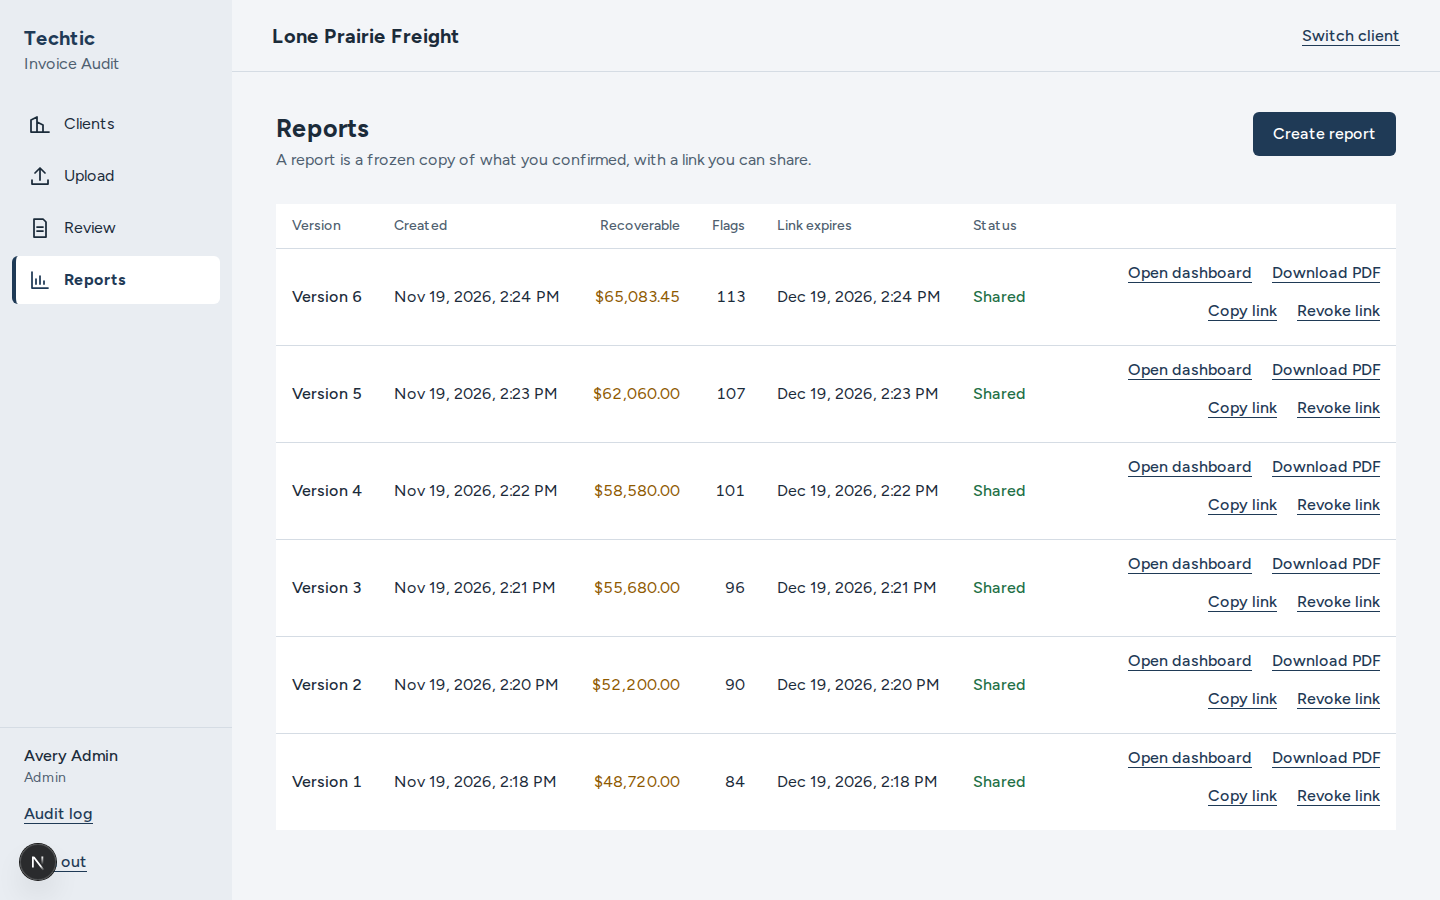 Techtic
Invoice Audit
Clients
Upload
Review
Reports
Avery Admin
Admin
Audit log
out
Lone Prairie Freight
Switch client
Reports
A report is a frozen copy of what you confirmed, with a link you can share.
Create report
Version Created Recoverable Flags Link expires Status
Version 6 Nov 19, 2026, 2:24 PM $65,083.45 113 Dec 19, 2026, 2:24 PM Shared
Open dashboard Download PDF
Copy link Revoke link
Version 5 Nov 19, 2026, 2:23 PM $62,060.00 107 Dec 19, 2026, 2:23 PM Shared
Open dashboard Download PDF
Copy link Revoke link
Version 4 Nov 19, 2026, 2:22 PM $58,580.00 101 Dec 19, 2026, 2:22 PM Shared
Open dashboard Download PDF
Copy link Revoke link
Version 3 Nov 19, 2026, 2:21 PM $55,680.00 96 Dec 19, 2026, 2:21 PM Shared
Open dashboard Download PDF
Copy link Revoke link
Version 2 Nov 19, 2026, 2:20 PM $52,200.00 90 Dec 19, 2026, 2:20 PM Shared
Open dashboard Download PDF
Copy link Revoke link
Version 1 Nov 19, 2026, 2:18 PM $48,720.00 84 Dec 19, 2026, 2:18 PM Shared
Open dashboard Download PDF
Copy link Revoke link